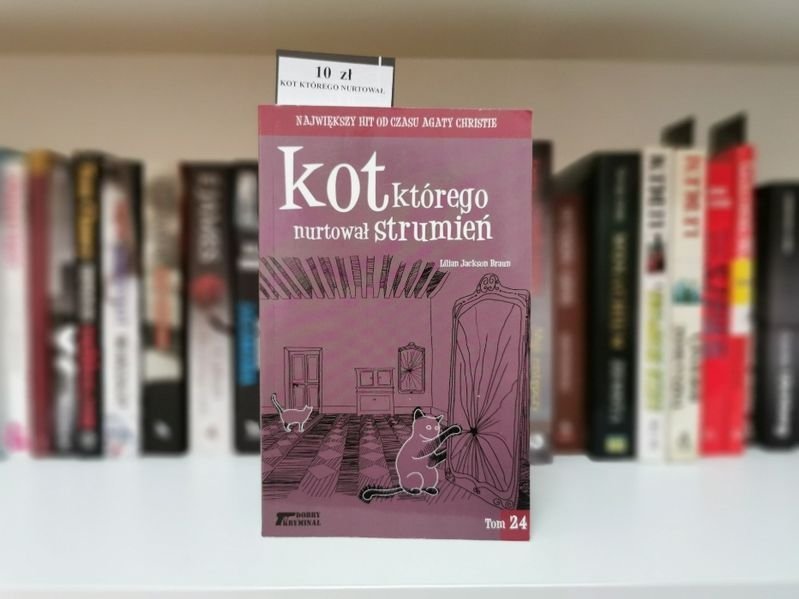 10 zł
KOT KTÓREGO NURTOWAŁ
NAJWIĘKSZY HIT OD CZASU AGATY CHRISTIE
kot którego
nurtował strumień
Lilian Jackson Braun
DOBRY
KRYMINAŁ
Tom 24